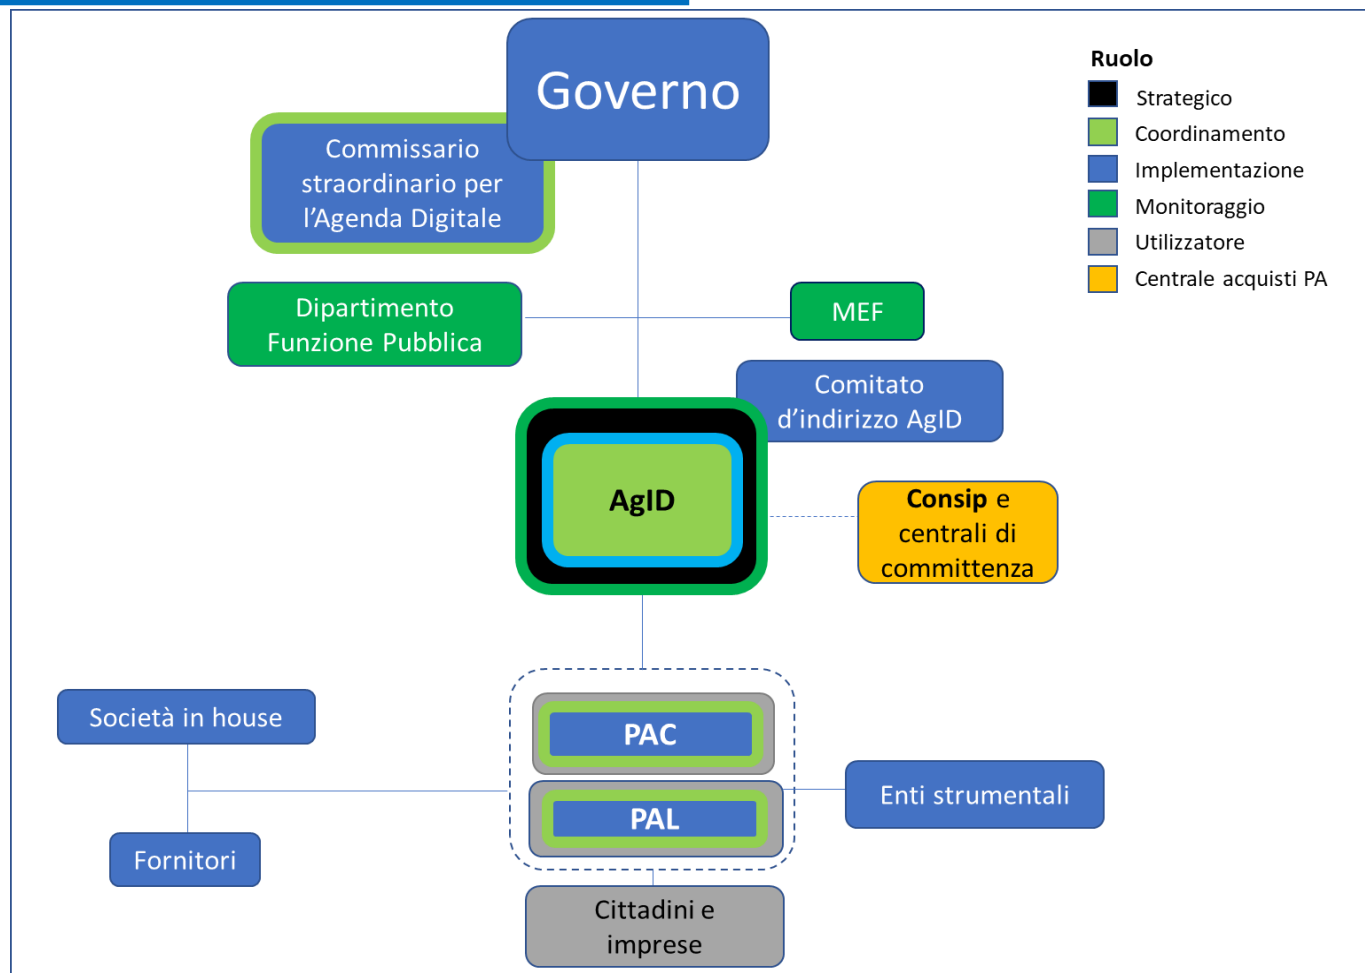 Governo
Commissario
straordinario per
l’Agenda Digitale
Ruolo
Strategico
Coordinamento
Implementazione
Monitoraggio
Utilizzatore
Centrale acquisti PA
Dipartimento
Funzione Pubblica
MEF
Comitato
d’indirizzo AgID
AgID
Consip e
centrali di
committenza
Società in house
PAC
PAL
Enti strumentali
Fornitori
Cittadini e
imprese